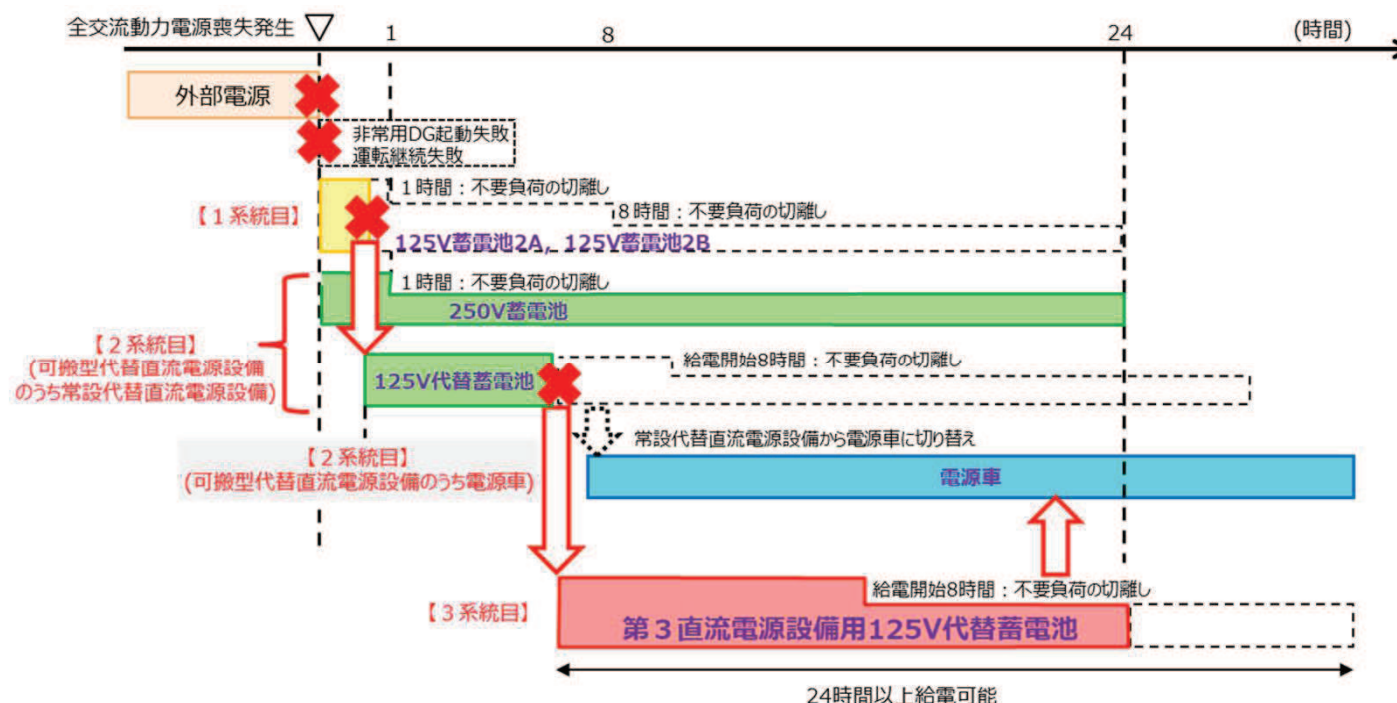 全交流動力電源喪失発生
1
8
24
(時間)
外部電源
非常用DG起動失敗
運転継続失敗
1時間：不要負荷の切離し
【１系統目】
8時間：不要負荷の切離し
125V蓄電池2A，125V蓄電池2B
1時間：不要負荷の切離し
250V蓄電池
【２系統目】
(可搬型代替直流電源設備
のうち常設代替直流電源設備)
給電開始8時間：不要負荷の切離し
125V代替蓄電池
常設代替直流電源設備から電源車に切り替え
【２系統目】
(可搬型代替直流電源設備のうち電源車)
電源車
給電開始8時間：不要負荷の切離し
【３系統目】
第３直流電源設備用125V代替蓄電池
24時間以上給電可能